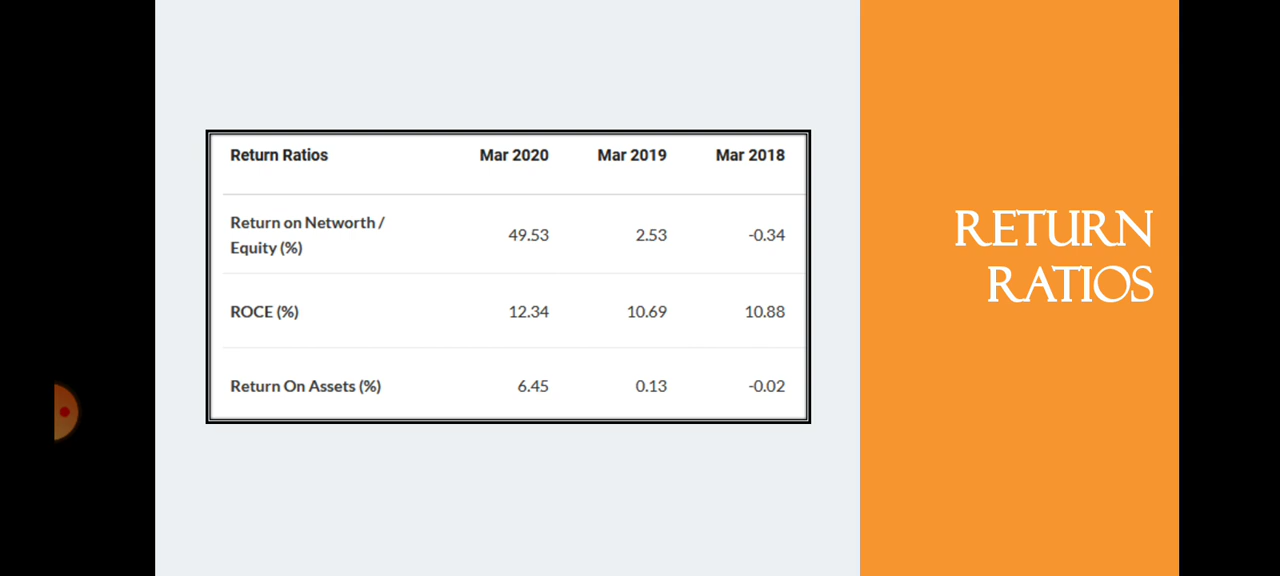 Return Ratios Mar 2020 Mar 2019 Mar 2018
Return on Networth /
Equity (%) 49.53 2.53 -0.34
ROCE (%) 12.34 10.69 10.88
Return On Assets (%) 6.45 0.13 -0.02
RETURN
RATIOS